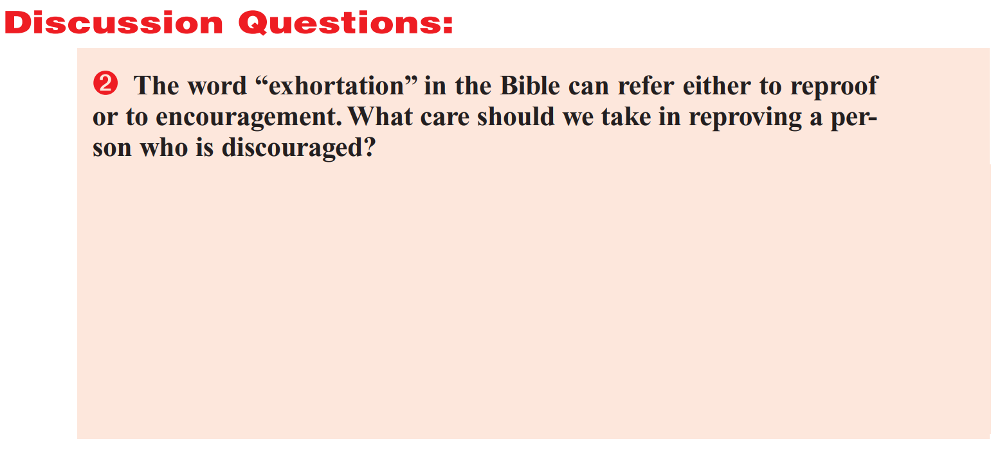 Discussion Questions:
❷ The word “exhortation” in the Bible can refer either to reproof
or to encouragement. What care should we take in reproving a per-
son who is discouraged?